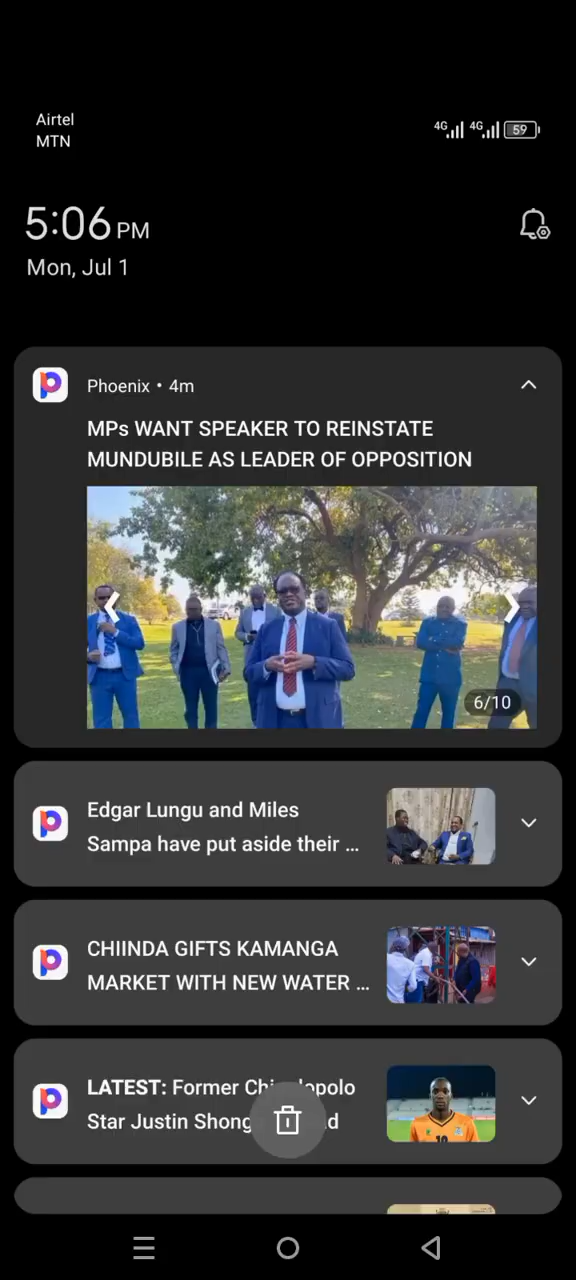 Airtel
MTN
4G 4G 59
5:06 PM
Mon, Jul 1
Phoenix • 4m
MPs WANT SPEAKER TO REINSTATE
MUNDUBILE AS LEADER OF OPPOSITION
6/10
Edgar Lungu and Miles
Sampa have put aside their ...
CHIINDA GIFTS KAMANGA
MARKET WITH NEW WATER ...
LATEST: Former
Star Justin